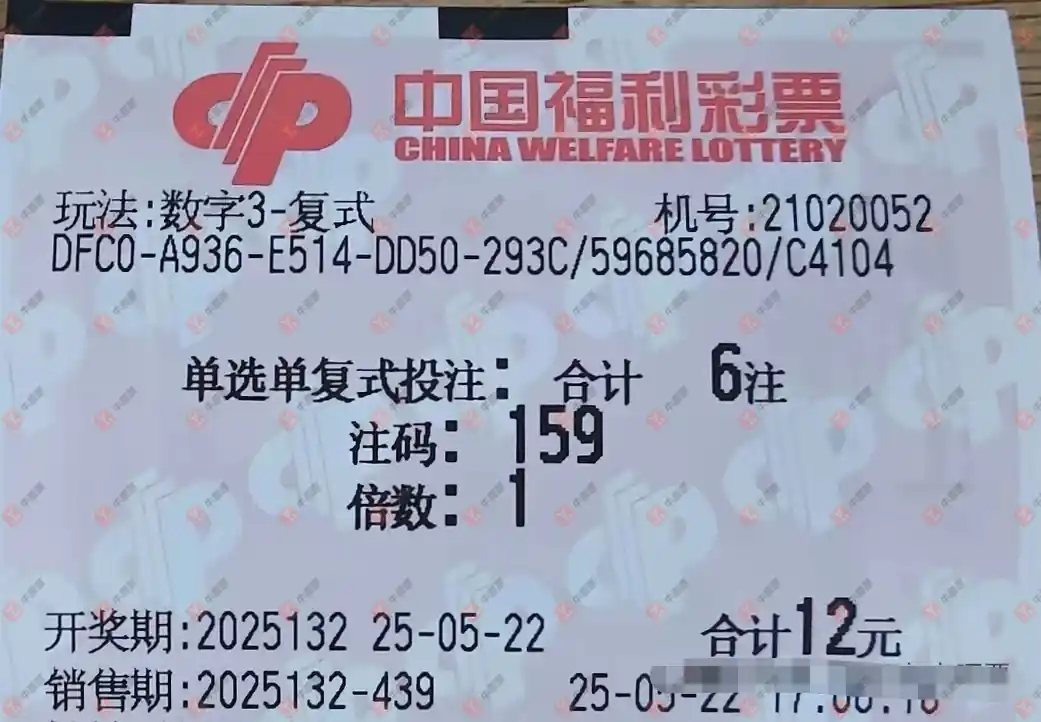 中国福利彩票
CHINA WELFARE LOTTERY
玩法:数字3-复式 机号:21020052
DFC0-A936-E514-DD50-293C/59685820/C4104
单选单复式投注: 合计 6注
注码: 159
倍数: 1
开奖期:2025132 25-05-22 合计12元
销售期:2025132-439 25-05-22